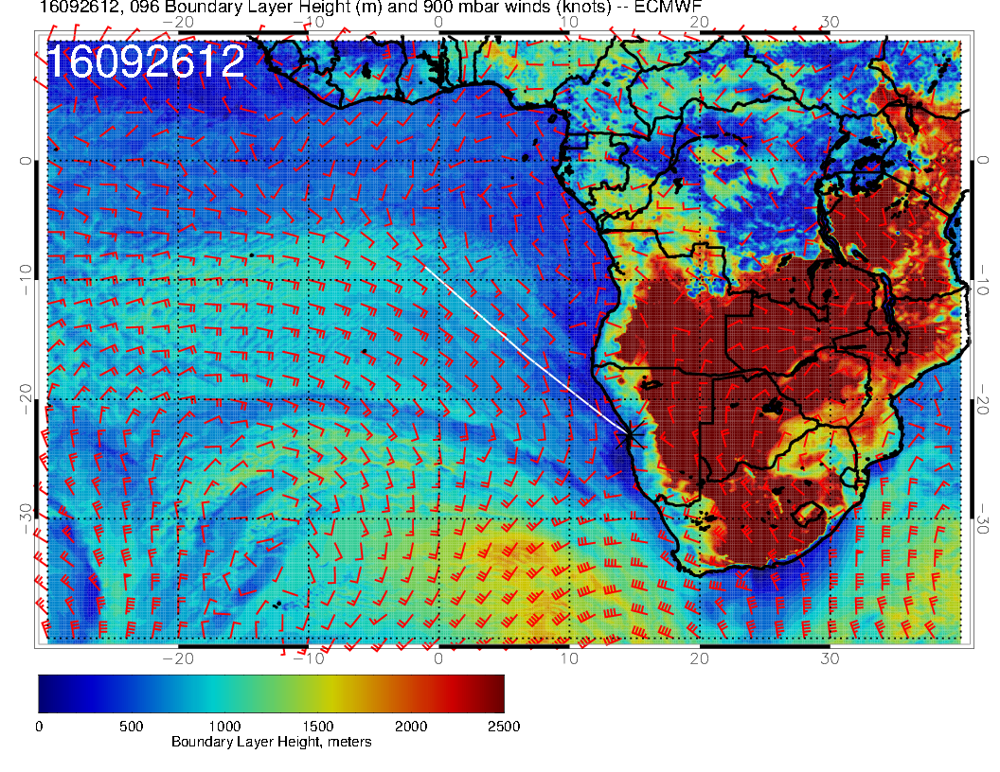 16092612, 096 Boundary Layer Height (m) and 900 mbar winds (knots) -- ECMWF
−20 −10 0 10 20 30
16092612
0 0
−10 −10
−20 −20
−30 −30
−20 −10 0 10 20 30
0 500 1000 1500 2000 2500
Boundary Layer Height, meters